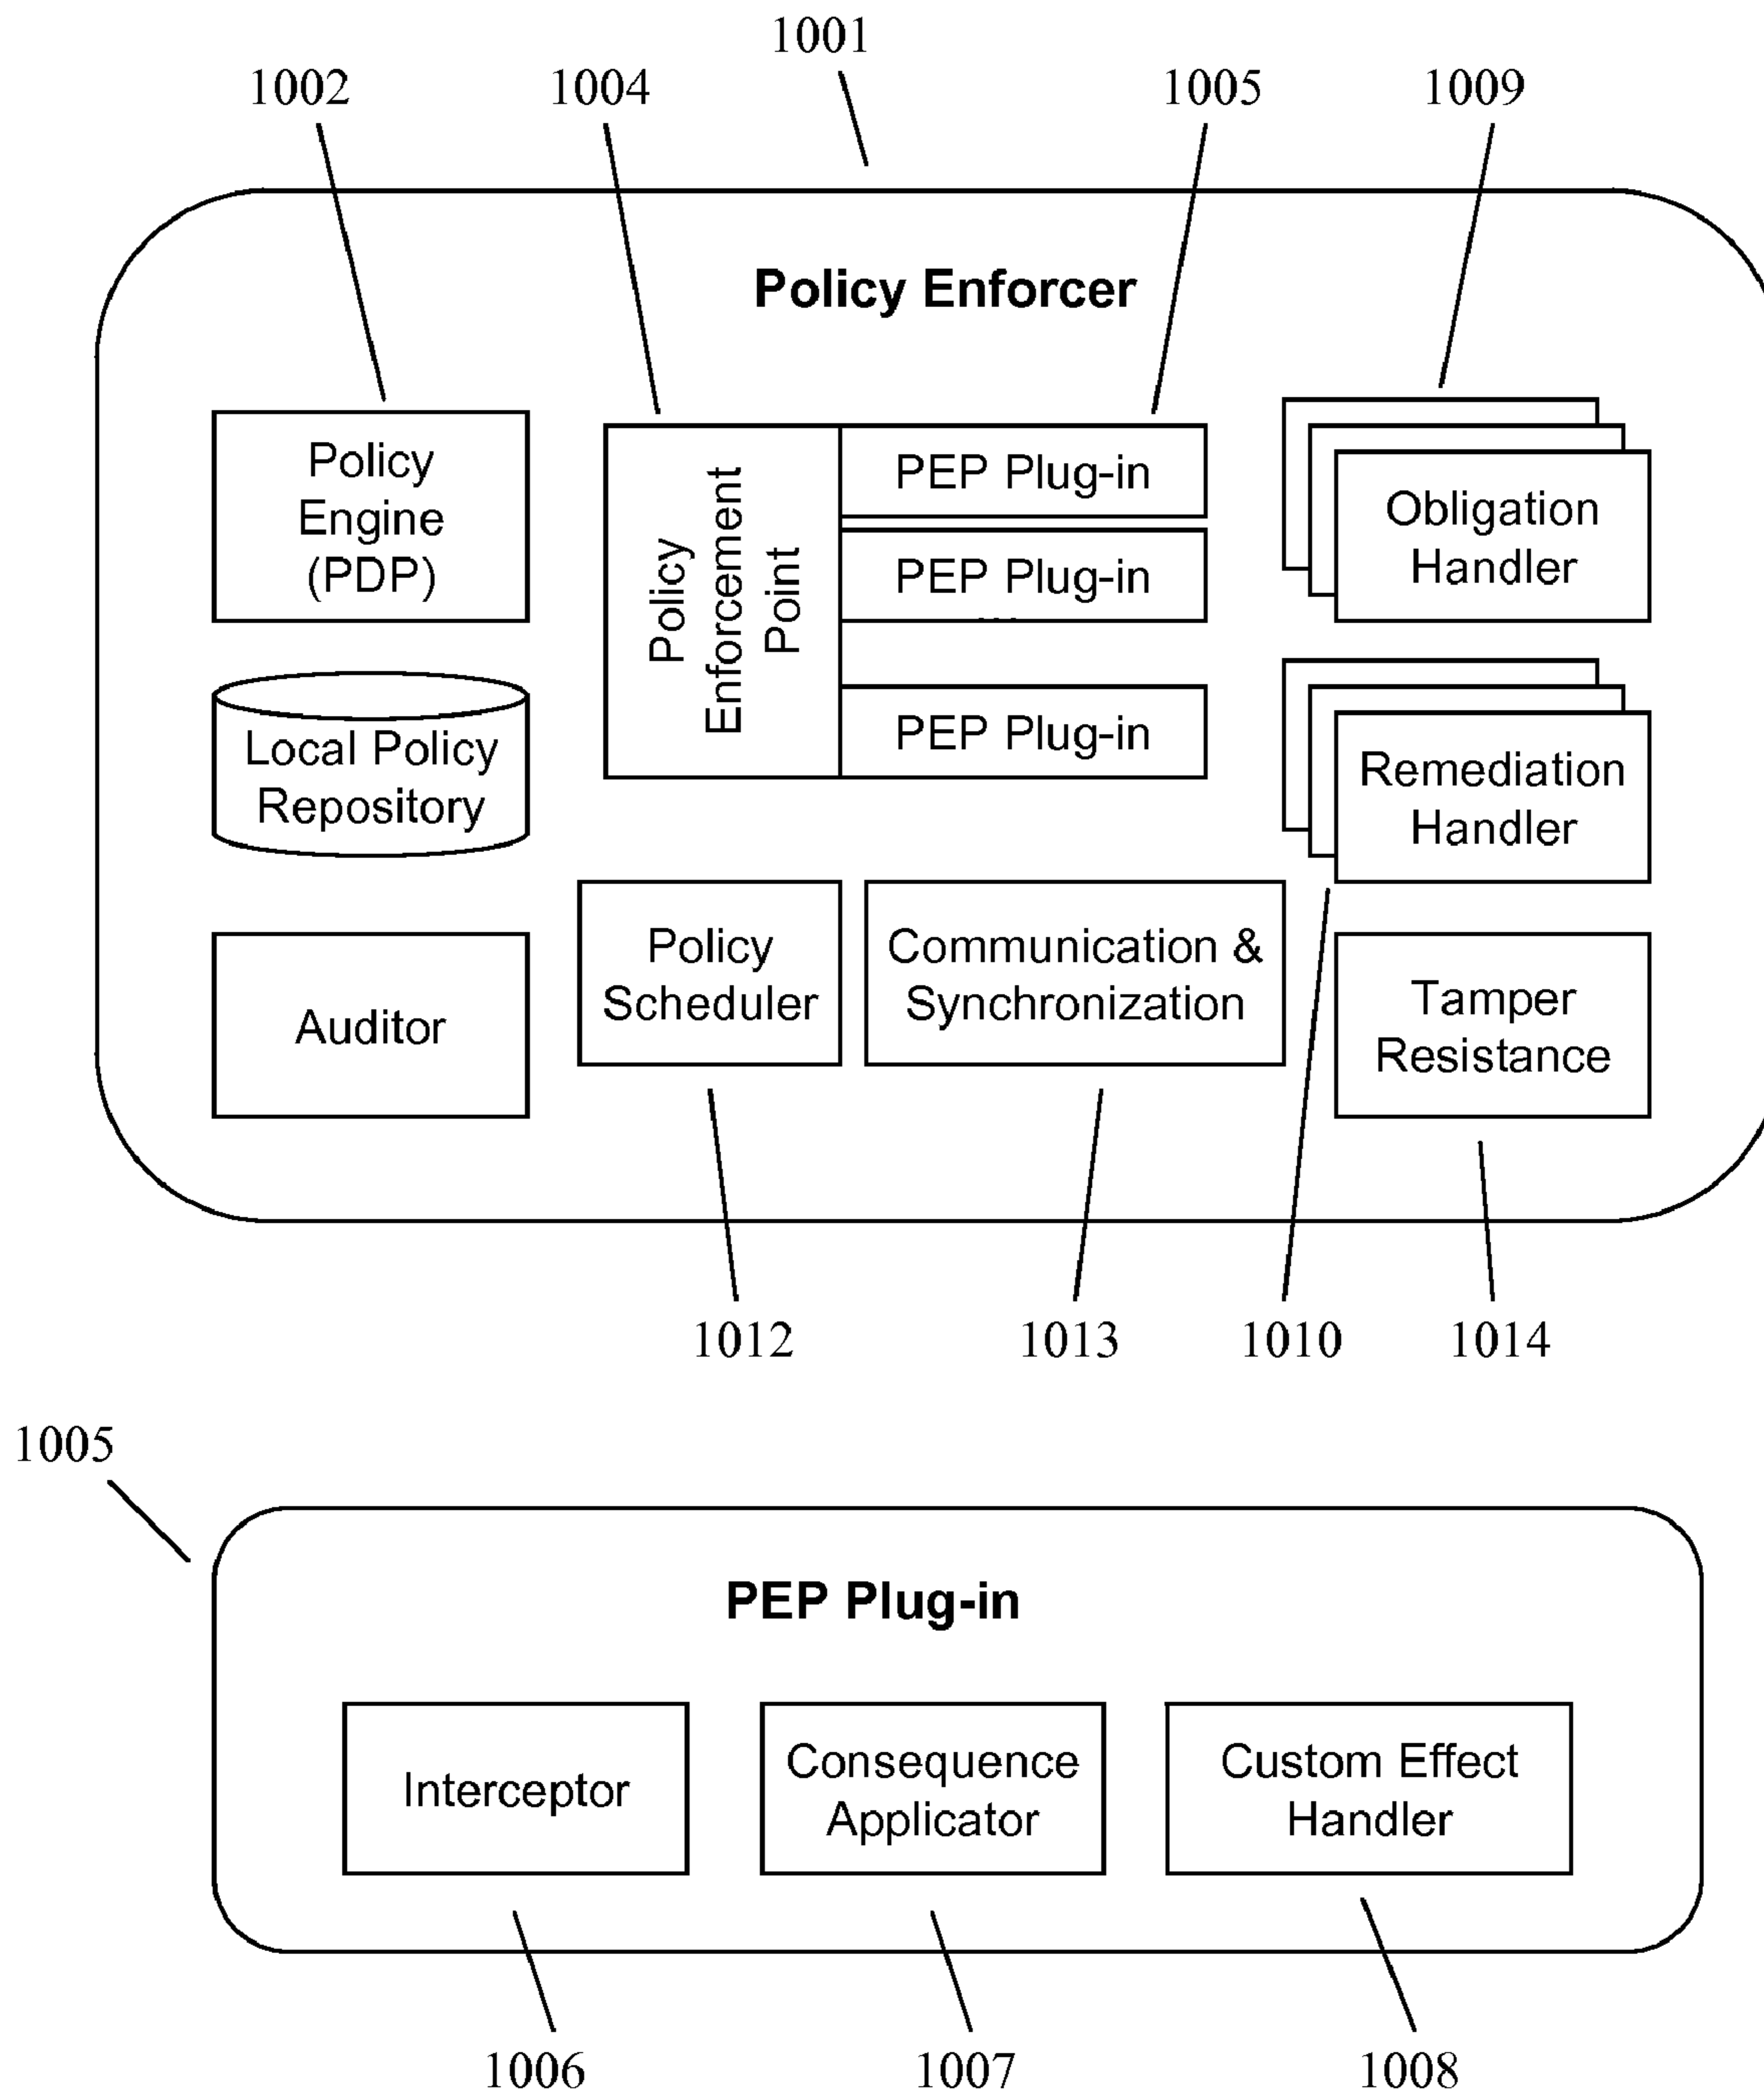 1001
1002
1004
1005
1009
Policy Enforcer
Policy
Engine
(PDP)
Policy
Enforcement
Point
PEP Plug-in
PEP Plug-in
...
PEP Plug-in
Obligation
Handler
Local Policy
Repository
Remediation
Handler
Auditor
Policy
Scheduler
Communication &
Synchronization
Tamper
Resistance
1012
1013
1010
1014
1005
PEP Plug-in
Interceptor
Consequence
Applicator
Custom Effect
Handler
1006
1007
1008